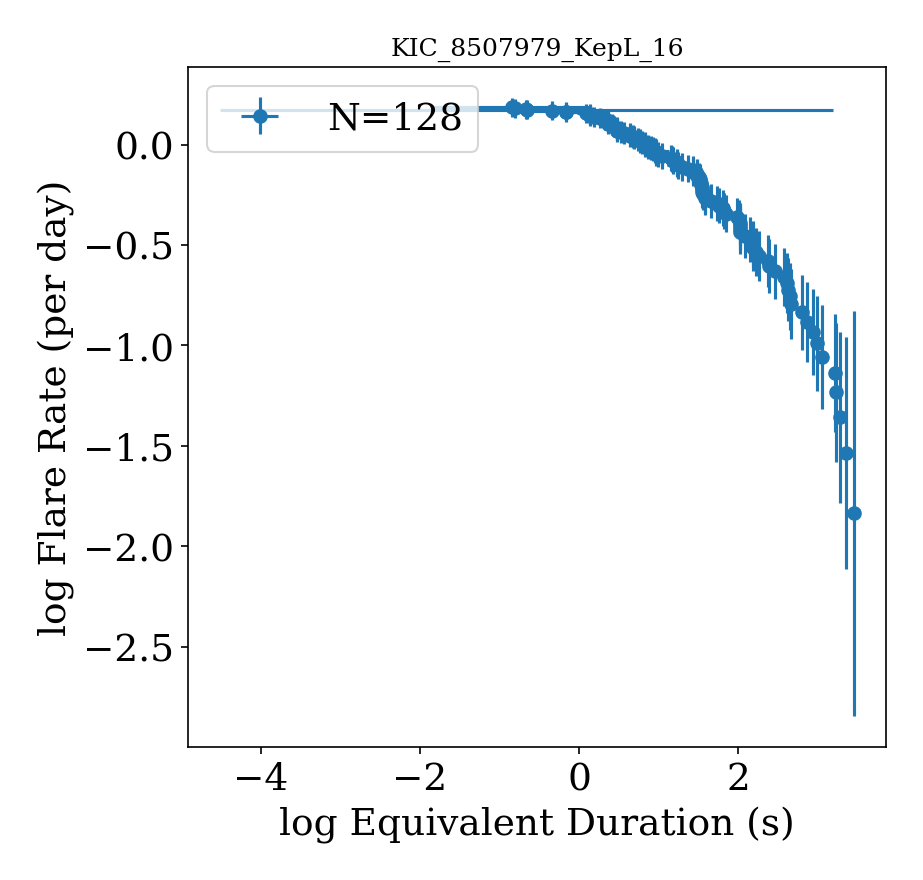 KIC_8507979_KepL_16
N=128
log Flare Rate (per day)
0.0
−0.5
−1.0
−1.5
−2.0
−2.5
−4
−2
0
2
log Equivalent Duration (s)